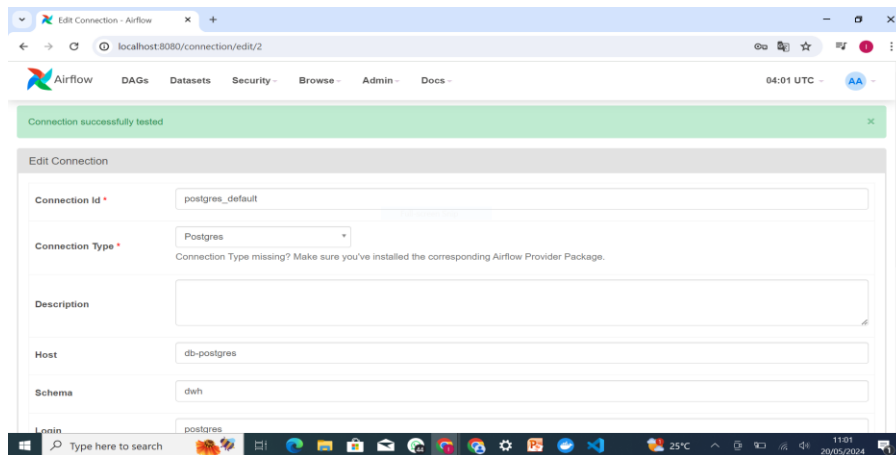 Edit Connection - Airflow
localhost:8080/connection/edit/2
Airflow DAGs Datasets Security Browse Admin Docs 04:01 UTC AA
Connection successfully tested
Edit Connection
Connection Id * postgres_default
Connection Type * Postgres
Connection Type missing? Make sure you've installed the corresponding Airflow Provider Package.
Description
Host db-postgres
Schema dwh
Login postgres
Type here to search 25°C 11:01
20/05/2024